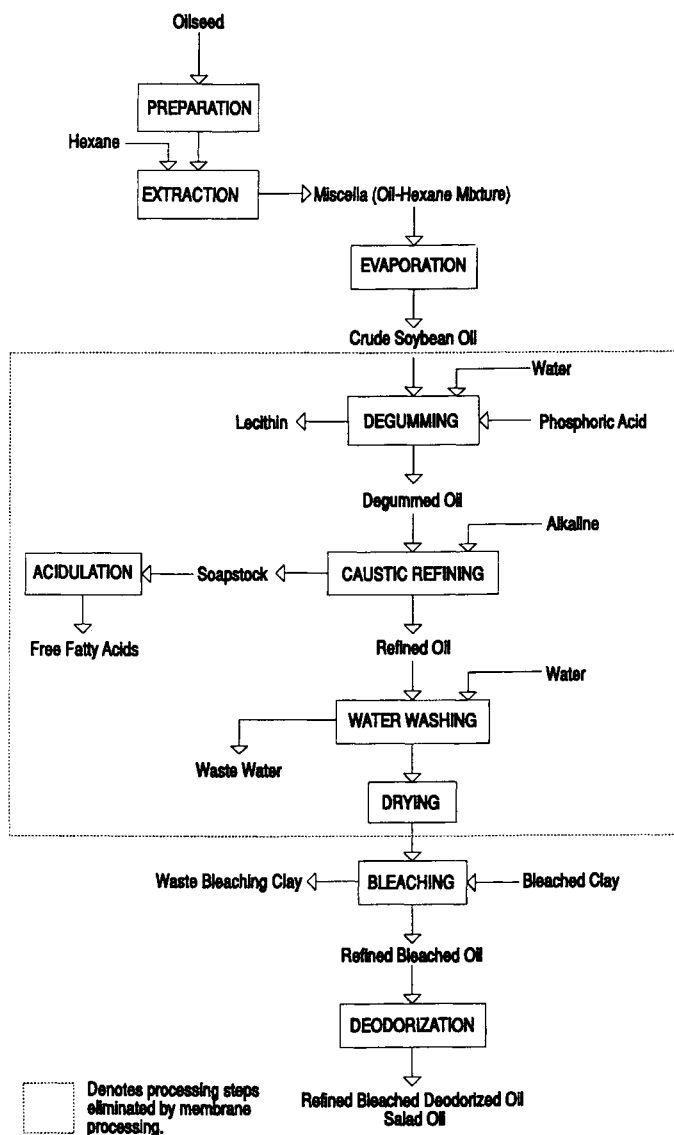 Oilseed
PREPARATION
Hexane
EXTRACTION
Miscella (Oil-Hexane Mixture)
EVAPORATION
Crude Soybean Oil
Water
Lecithin
DEGUMMING
Phosphoric Acid
Degummed Oil
Alkaline
ACIDULATION
Soapstock
CAUSTIC REFINING
Free Fatty Acids
Refined Oil
Water
WATER WASHING
Waste Water
DRYING
Waste Bleaching Clay
BLEACHING
Bleached Clay
Refined Bleached Oil
DEODORIZATION
Refined Bleached Deodorized Oil
Salad Oil
Denotes processing steps
eliminated by membrane
processing.